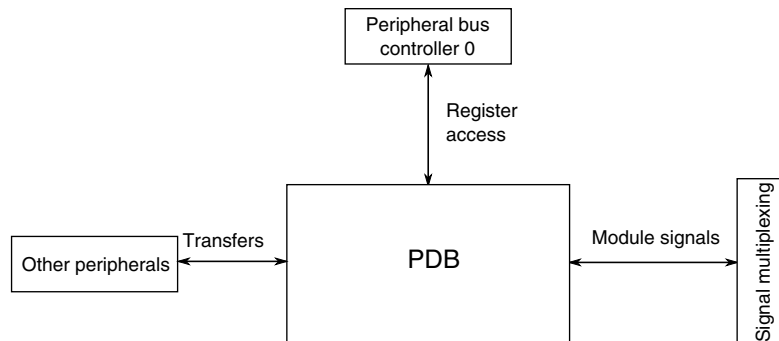 Peripheral bus
controller 0
Register
access
Transfers
Other peripherals
PDB
Module signals
Signal multiplexing